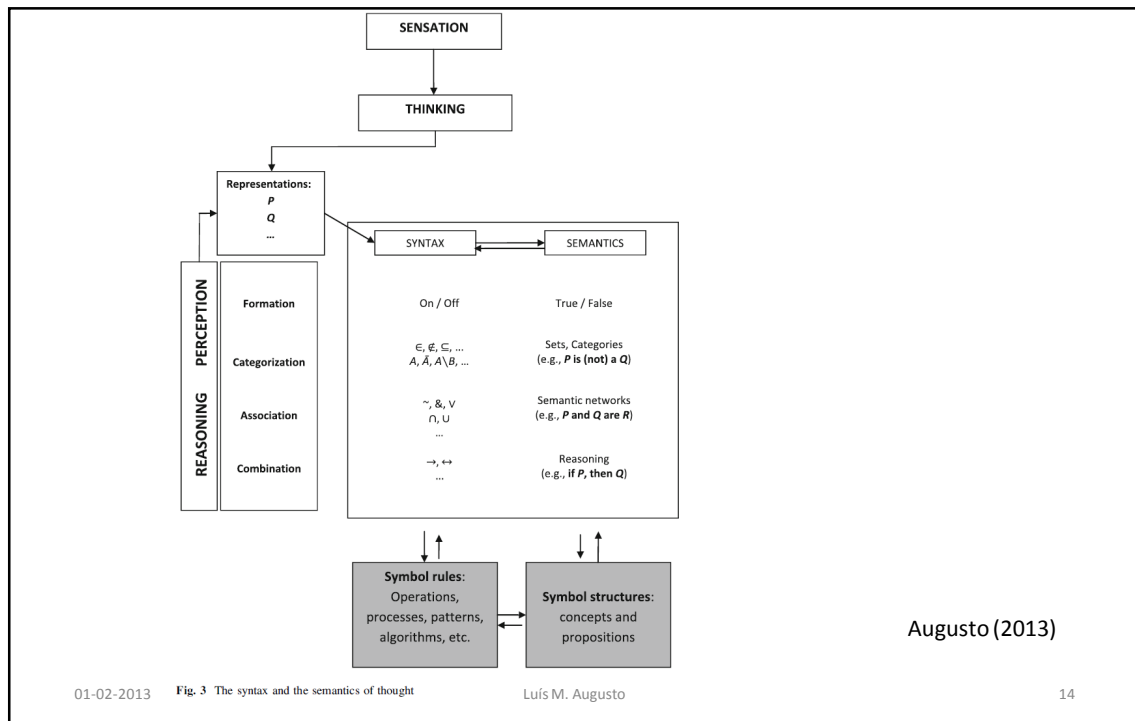 SENSATION
THINKING
Representations:
P
Q
...
SYNTAX
SEMANTICS
REASONING PERCEPTION
Formation
On / Off
True / False
Categorization
∈, ∉, ⊆, ...
A, Ā, A\B, ...
Sets, Categories
(e.g., P is (not) a Q)
Association
~, &, ∨
∩, ∪
...
Semantic networks
(e.g., P and Q are R)
Combination
→, ↔
...
Reasoning
(e.g., if P, then Q)
Symbol rules:
Operations,
processes, patterns,
algorithms, etc.
Symbol structures:
concepts and
propositions
Augusto (2013)
01-02-2013
Fig. 3 The syntax and the semantics of thought
Luís M. Augusto
14